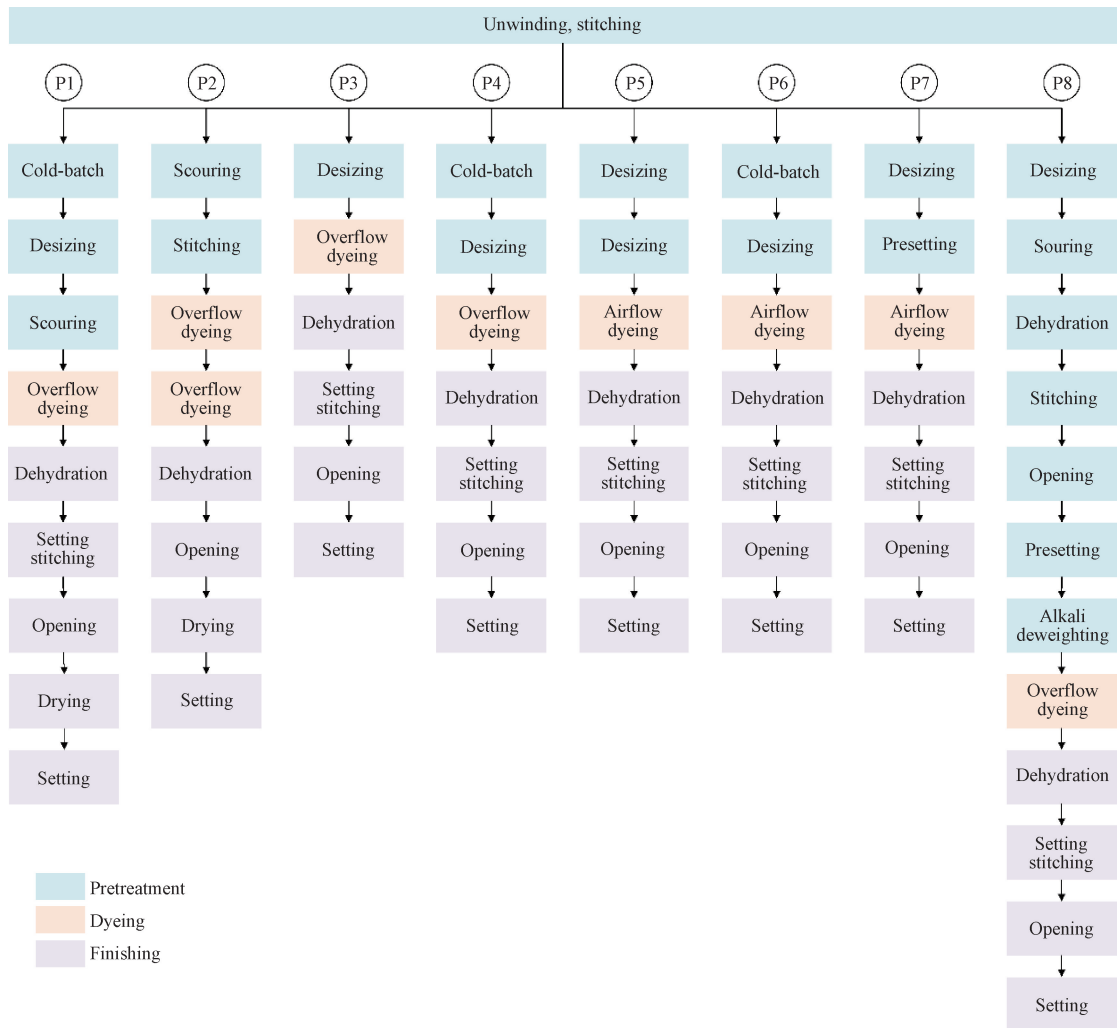 Unwinding, stitching
P1
P2
P3
P4
P5
P6
P7
P8
Cold-batch
Desizing
Scouring
Overflow
dyeing
Dehydration
Setting
stitching
Opening
Drying
Setting
Scouring
Stitching
Overflow
dyeing
Overflow
dyeing
Dehydration
Opening
Drying
Setting
Desizing
Overflow
dyeing
Dehydration
Setting
stitching
Opening
Setting
Cold-batch
Desizing
Overflow
dyeing
Dehydration
Setting
stitching
Opening
Setting
Desizing
Desizing
Airflow
dyeing
Dehydration
Setting
stitching
Opening
Setting
Cold-batch
Desizing
Airflow
dyeing
Dehydration
Setting
stitching
Opening
Setting
Desizing
Presetting
Airflow
dyeing
Dehydration
Setting
stitching
Opening
Setting
Desizing
Souring
Dehydration
Stitching
Opening
Presetting
Alkali
deweighting
Overflow
dyeing
Dehydration
Setting
stitching
Opening
Setting
Pretreatment
Dyeing
Finishing